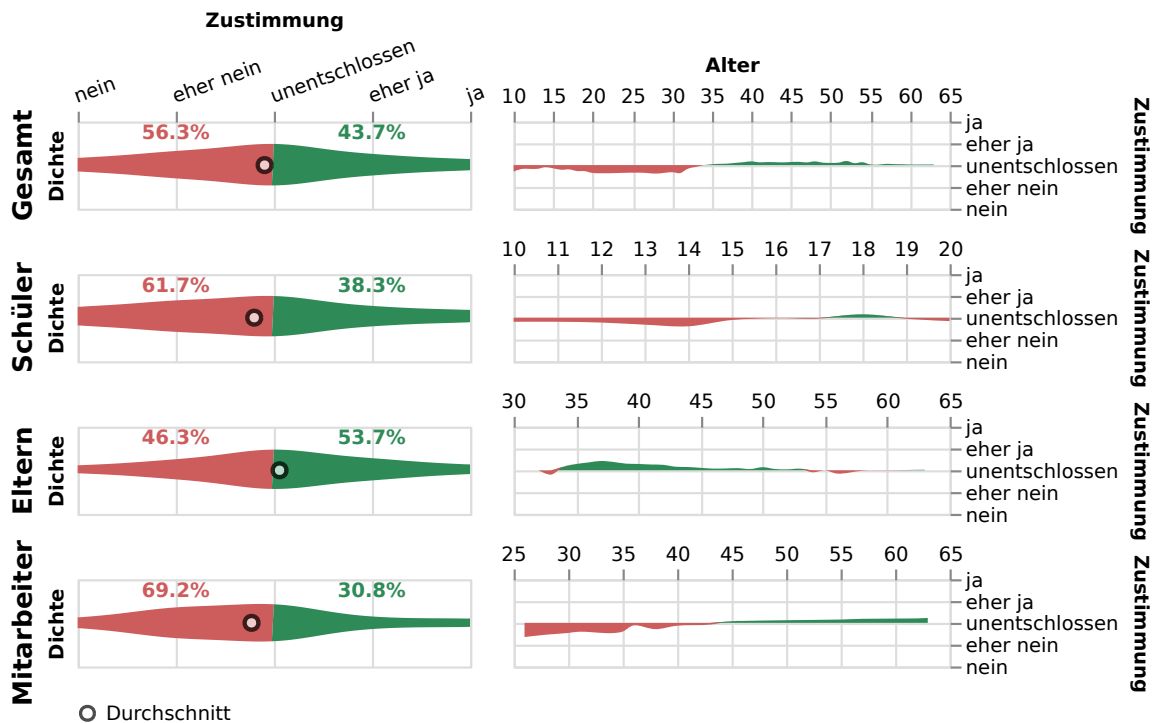 Zustimmung
nein eher nein unentschlossen eher ja ja
Alter
10 15 20 25 30 35 40 45 50 55 60 65
Gesamt
Dichte
56.3% 43.7%
ja
eher ja
unentschlossen
eher nein
nein
Zustimmung
10 11 12 13 14 15 16 17 18 19 20
Schüler
Dichte
61.7% 38.3%
ja
eher ja
unentschlossen
eher nein
nein
Zustimmung
30 35 40 45 50 55 60 65
Eltern
Dichte
46.3% 53.7%
ja
eher ja
unentschlossen
eher nein
nein
Zustimmung
25 30 35 40 45 50 55 60 65
Mitarbeiter
Dichte
69.2% 30.8%
ja
eher ja
unentschlossen
eher nein
nein
Zustimmung
Durchschnitt